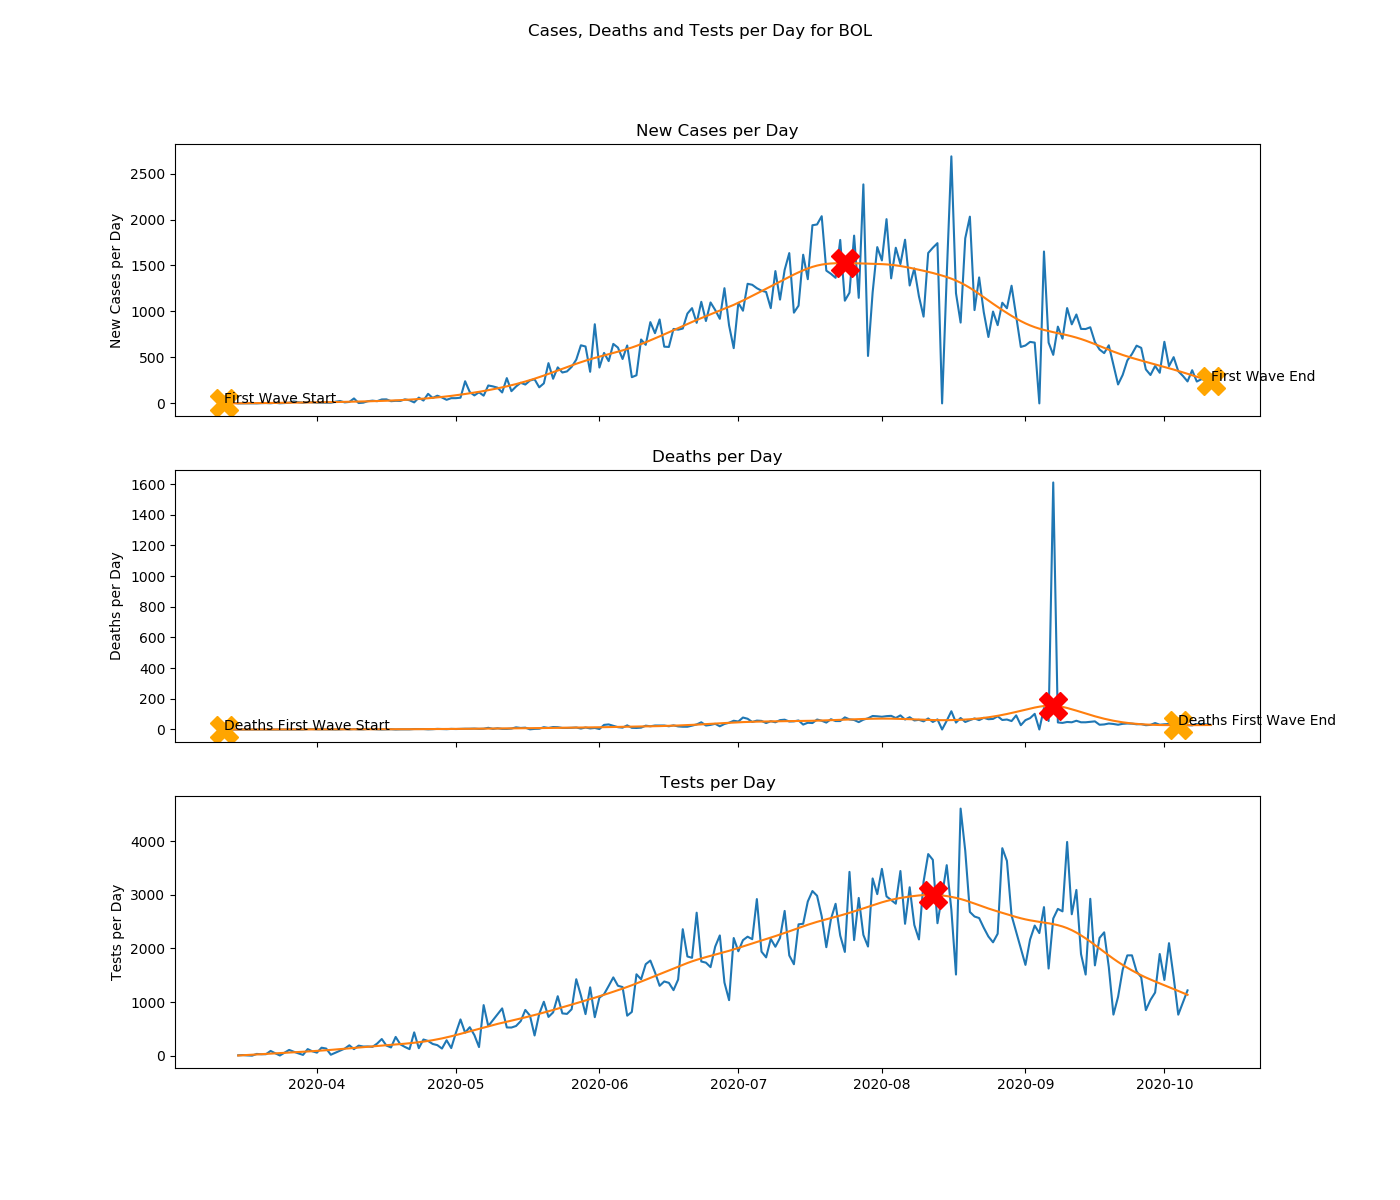 Cases, Deaths and Tests per Day for BOL
New Cases per Day
New Cases per Day
2500
2000
1500
1000
500
0
First Wave Start
First Wave End
Deaths per Day
Deaths per Day
1600
1400
1200
1000
800
600
400
200
0
Deaths First Wave Start
Deaths First Wave End
Tests per Day
Tests per Day
4000
3000
2000
1000
0
2020-04 2020-05 2020-06 2020-07 2020-08 2020-09 2020-10